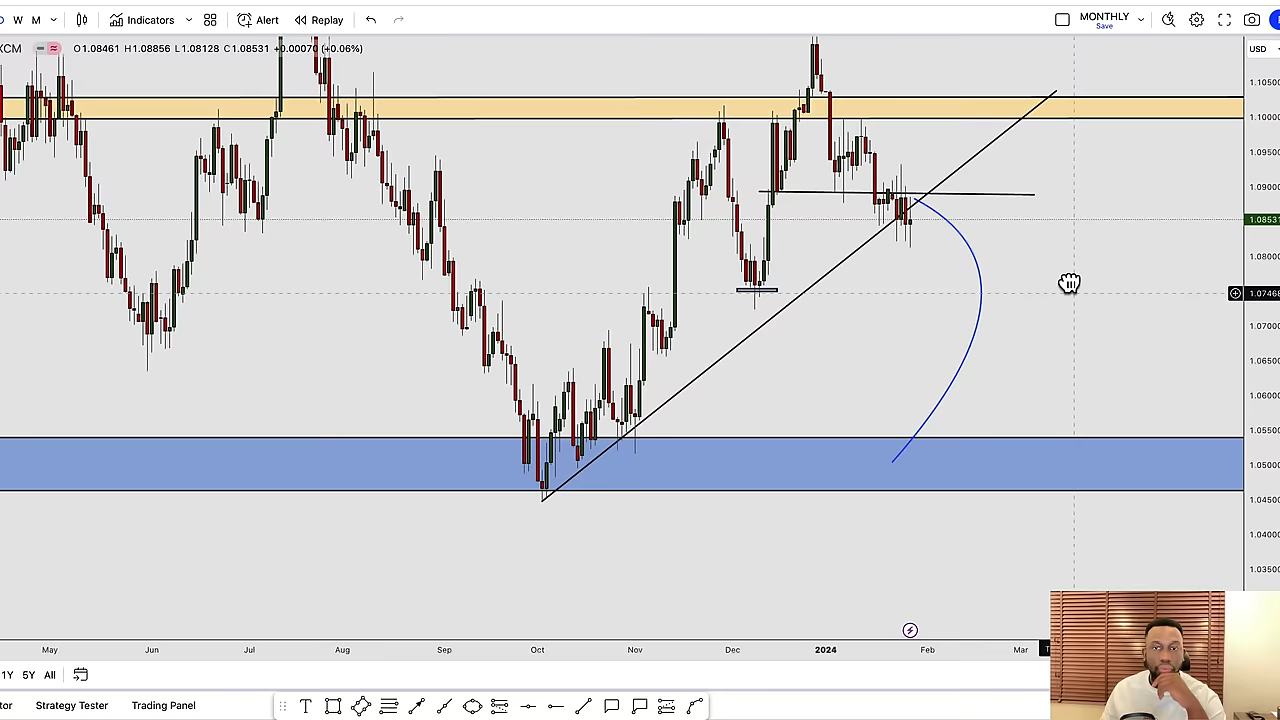 W M Indicators Alert Replay MONTHLY
Save
XCM O1.08461 H1.08856 L1.08128 C1.08531 +0.00070 (+0.06%)
USD
1.10500
1.10000
1.09500
1.09000
1.08531
1.08000
1.07468
1.07000
1.06500
1.06000
1.05500
1.05000
1.04500
1.04000
1.03500
May Jun Jul Aug Sep Oct Nov Dec 2024 Feb Mar
1Y 5Y All
tor Strategy Tester Trading Panel